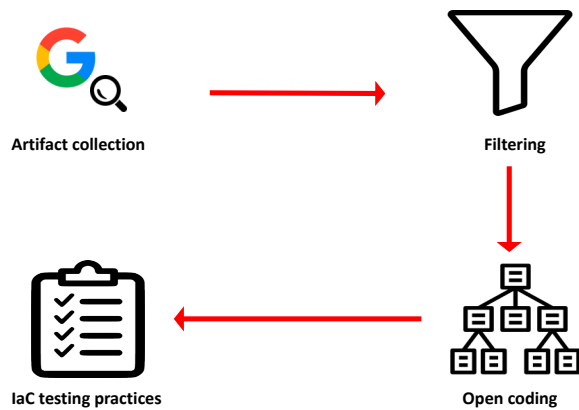 Artifact collection
Filtering
IaC testing practices
Open coding